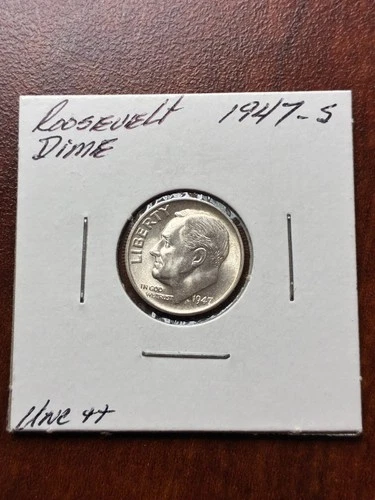 Roosevelt 1947-S
Dime
LIBERTY
IN GOD
WE TRUST
1947
Unc ++